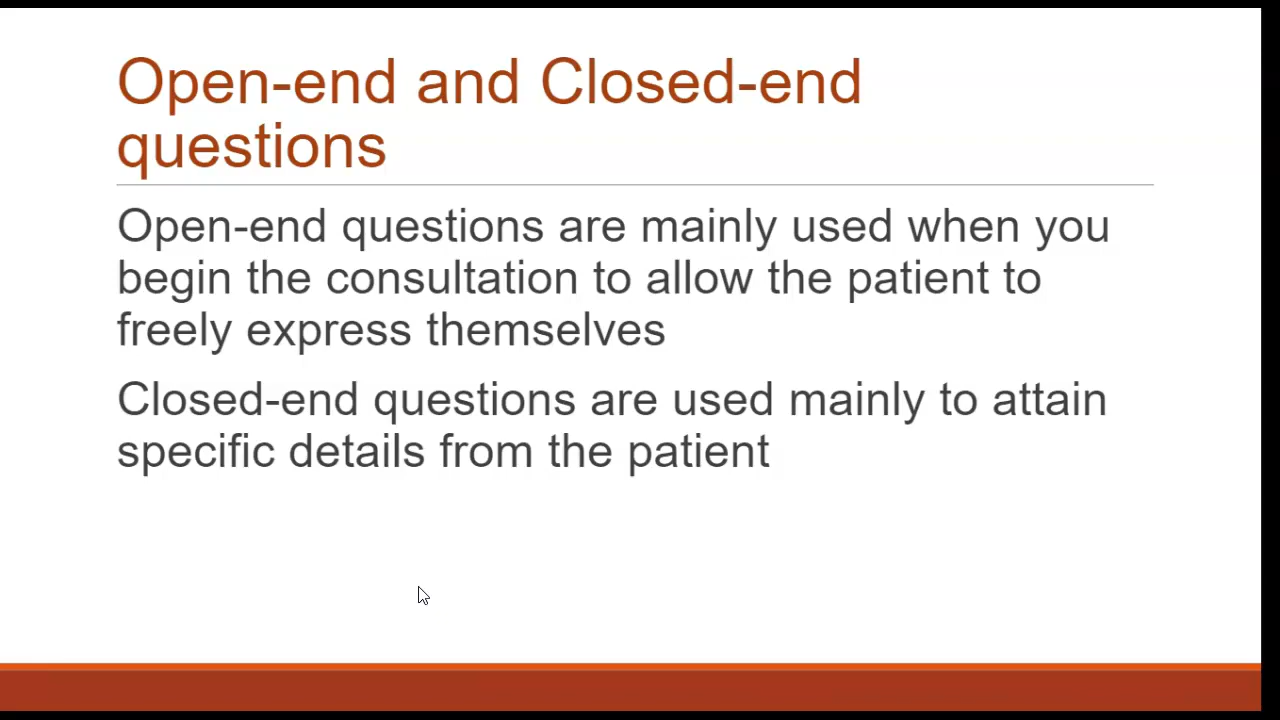 Open-end and Closed-end
questions
Open-end questions are mainly used when you
begin the consultation to allow the patient to
freely express themselves
Closed-end questions are used mainly to attain
specific details from the patient